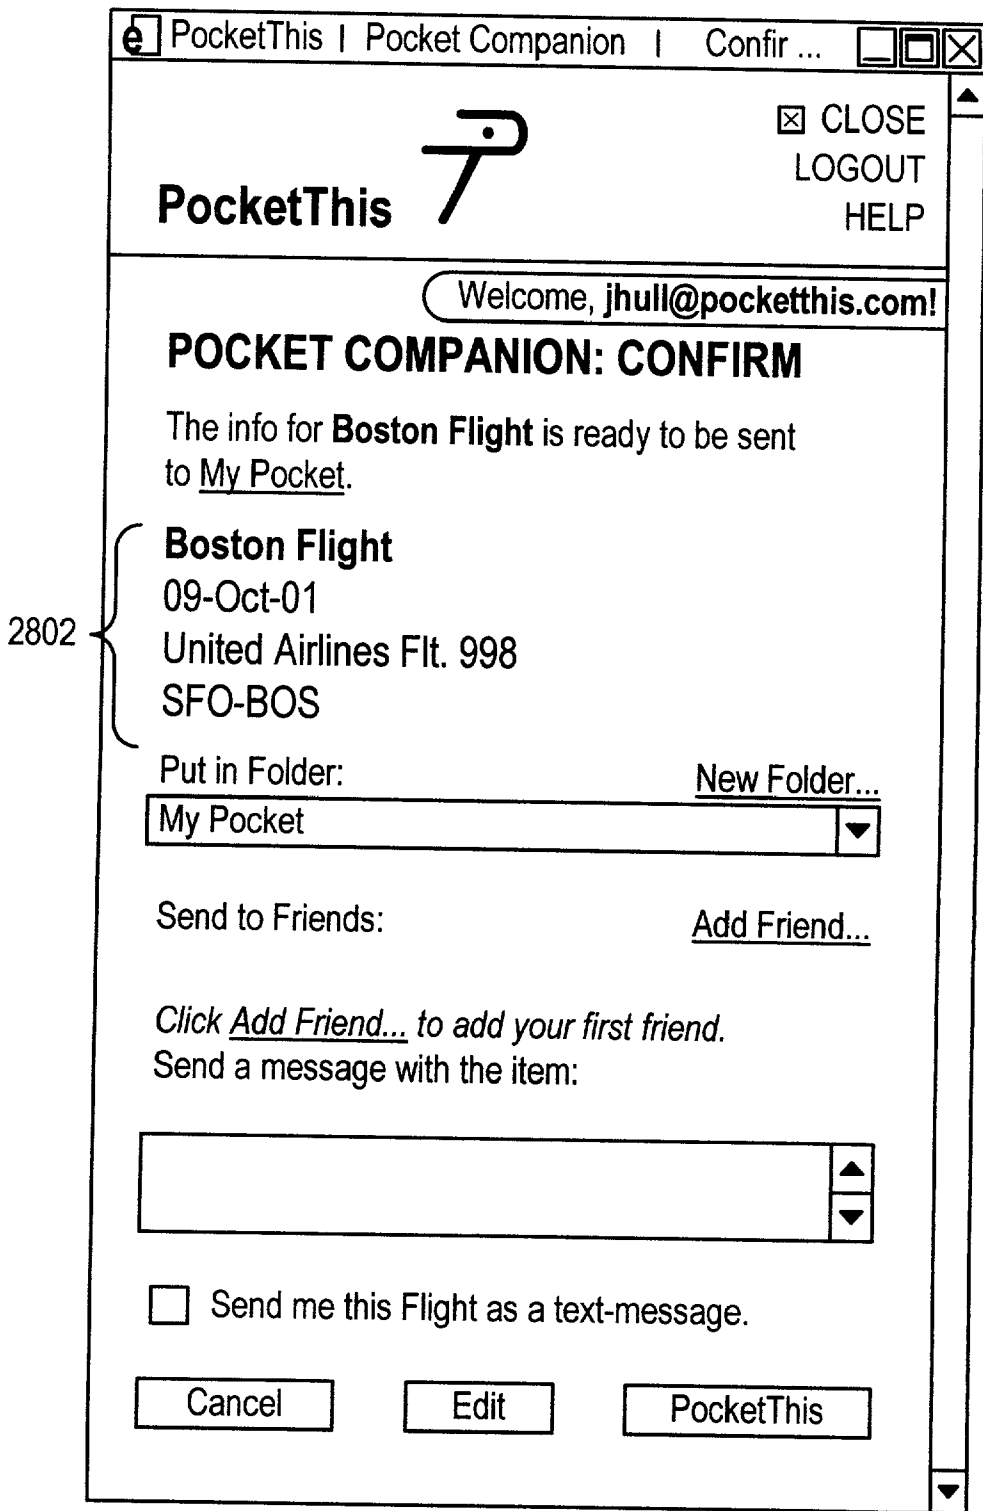 PocketThis | Pocket Companion | Confir ...
CLOSE
LOGOUT
PocketThis
HELP
Welcome, jhull@pocketthis.com!
POCKET COMPANION: CONFIRM
The info for Boston Flight is ready to be sent
to My Pocket.
Boston Flight
09-Oct-01
2802
United Airlines Flt. 998
SFO-BOS
Put in Folder: New Folder...
My Pocket
Send to Friends: Add Friend...
Click Add Friend... to add your first friend.
Send a message with the item:
Send me this Flight as a text-message.
Cancel Edit PocketThis